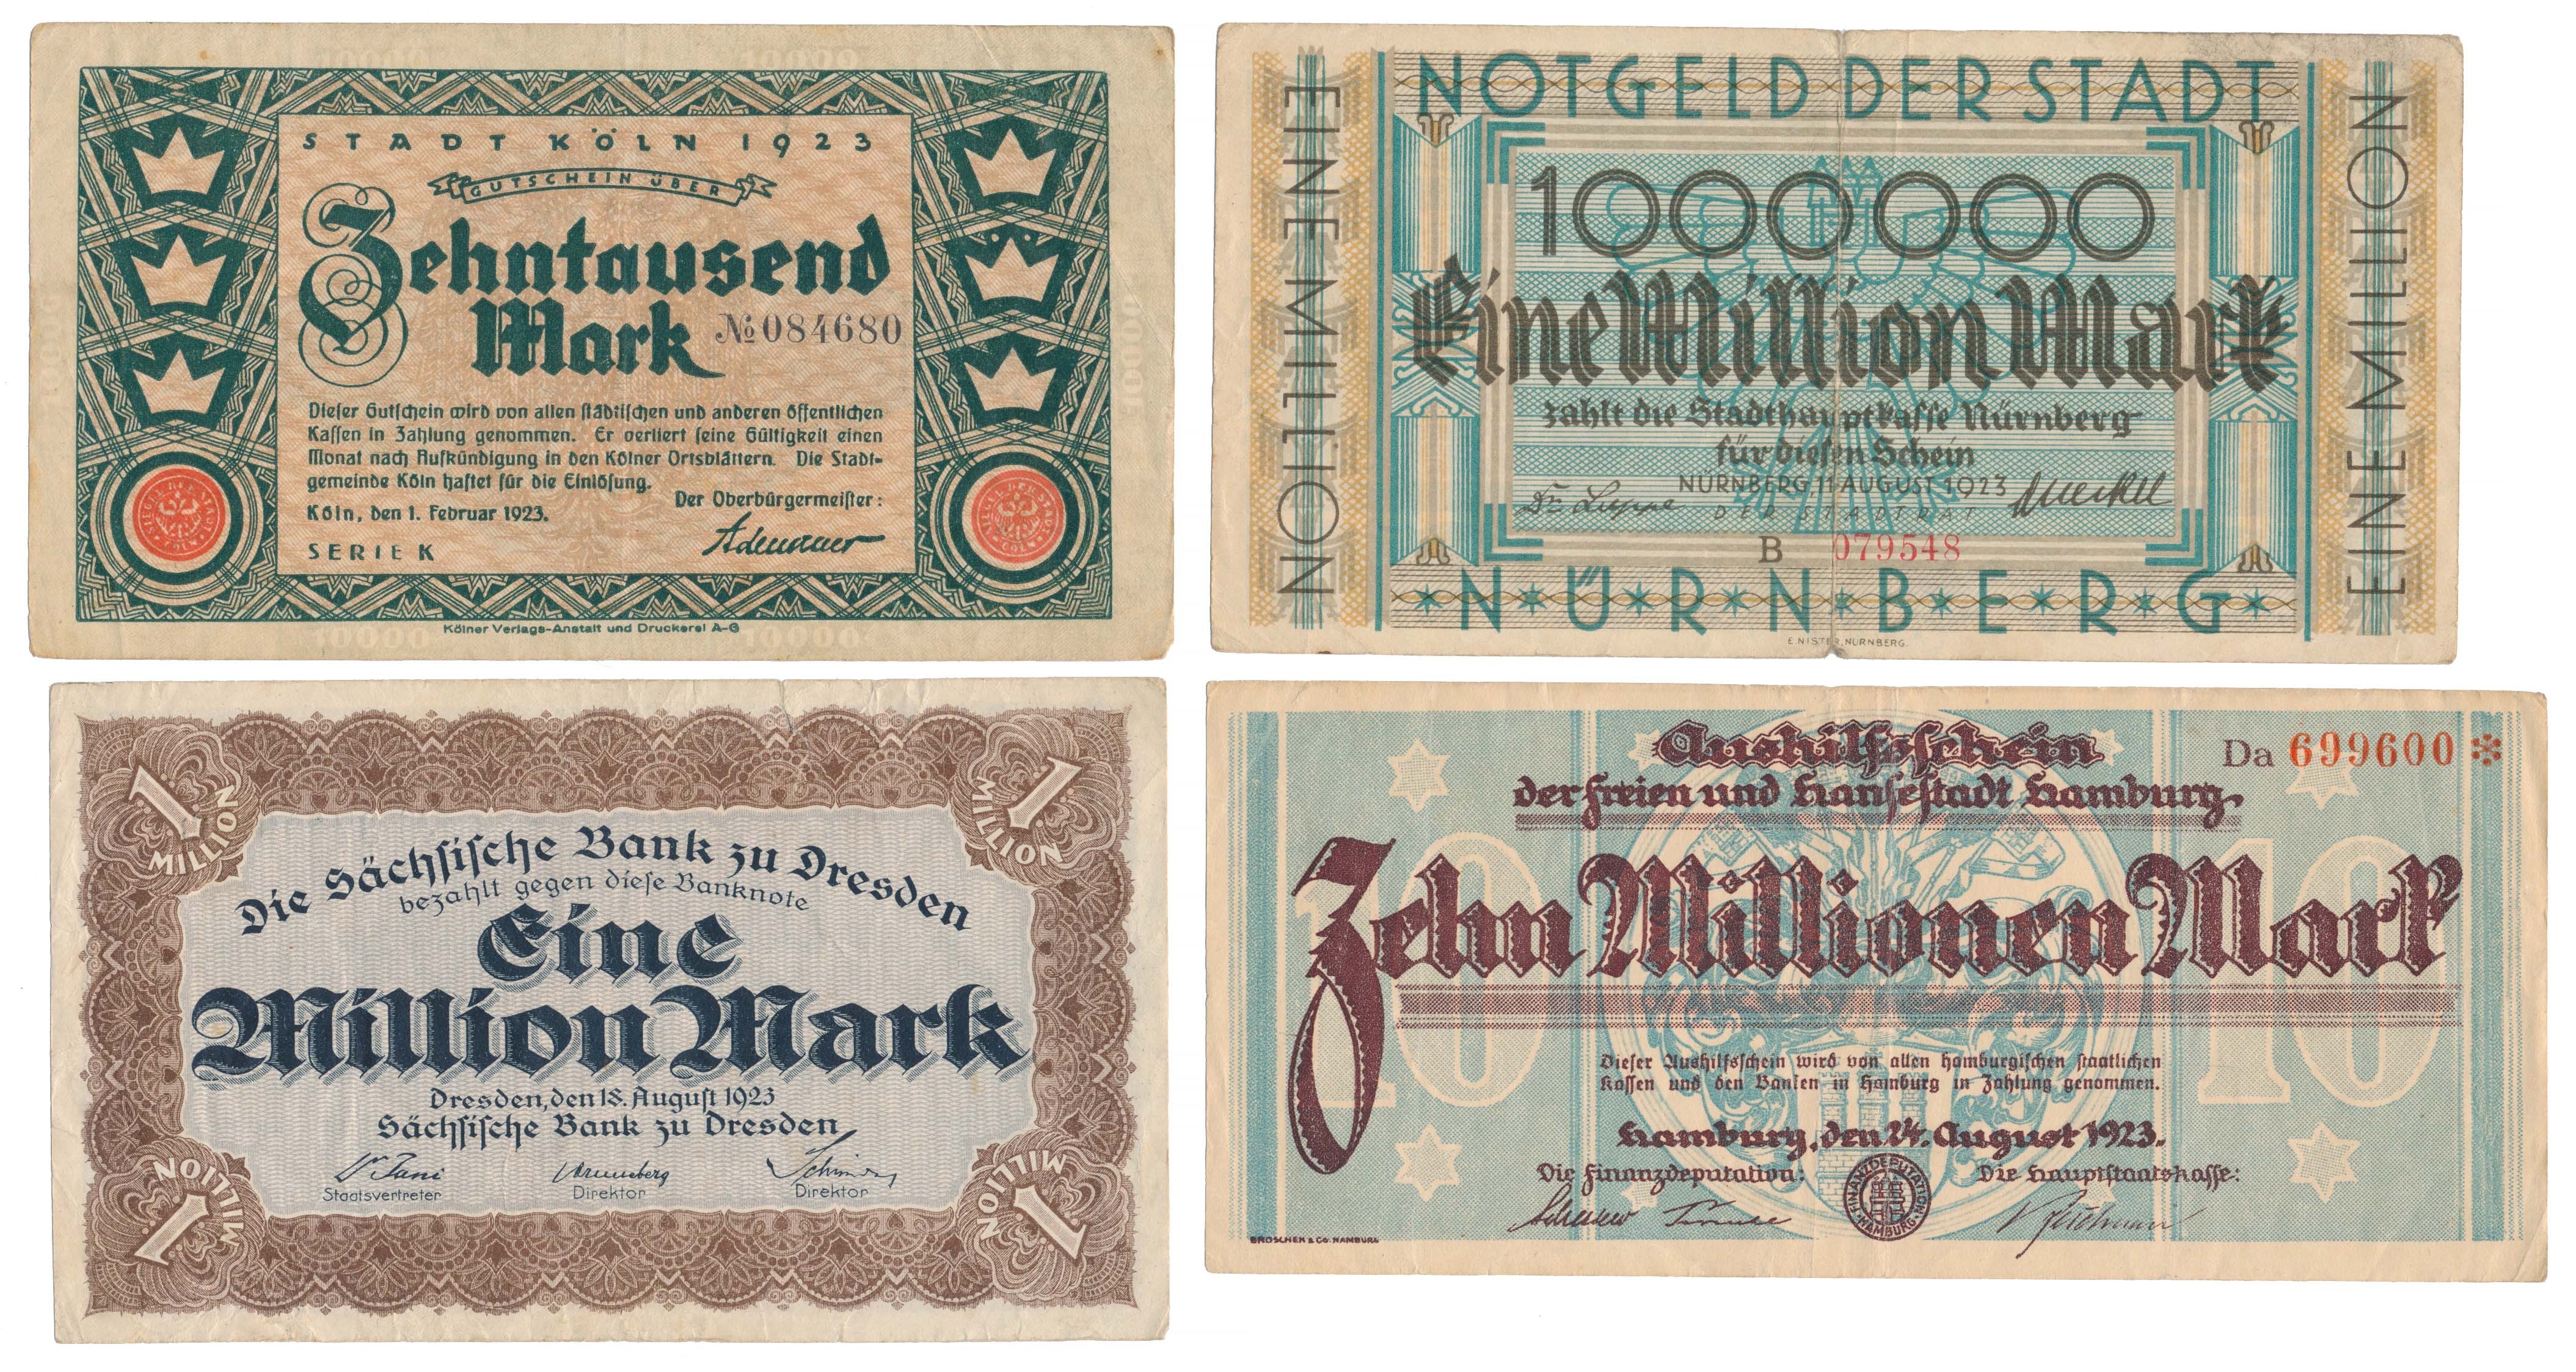 STADT KÖLN 1923
GUTSCHEIN ÜBER
Zehntausend
Mark
№ 084680
Dieser Gutschein wird von allen städtischen und anderen öffentlichen
Kassen in Zahlung genommen. Er verliert seine Gültigkeit einen
Monat nach Aufkündigung in den Kölner Ortsblättern. Die Stadt-
gemeinde Köln haftet für die Einlösung.
Der Oberbürgermeister:
Köln, den 1. Februar 1923.
Adenauer
SERIE K
Kölner Verlags-Anstalt und Druckerei A-G
NOTGELD DER STADT
EINE MILLION
1000000
Eine Million Mark
zahlt die Stadthauptkasse Nürnberg
für diesen Schein
NÜRNBERG, 11 AUGUST 1923
Dr. Luppe
DER STADTRAT
B 079548
NÜRNBERG
EINE MILLION
E. NISTER, NÜRNBERG.
1 MILLION
1 MILLION
Die Sächsische Bank zu Dresden
bezahlt gegen diese Banknote
Eine
Million Mark
Dresden, den 18. August 1923
Sächsische Bank zu Dresden
Staatsvertreter
Direktor
Direktor
1 MILLION
1 MILLION
Aushilfsschein
Da 699600
der Freien und Hansestadt Hamburg
Zehn Millionen Mark
10
10
Dieser Aushilfsschein wird von allen hamburgischen staatlichen
Kassen und den Banken in Hamburg in Zahlung genommen.
Hamburg, den 24. August 1923.
Die Finanzdeputation:
Die Hauptstaatskasse:
FINANZDEPUTATION
HAMBURG
BROSCHEK & CO. HAMBURG